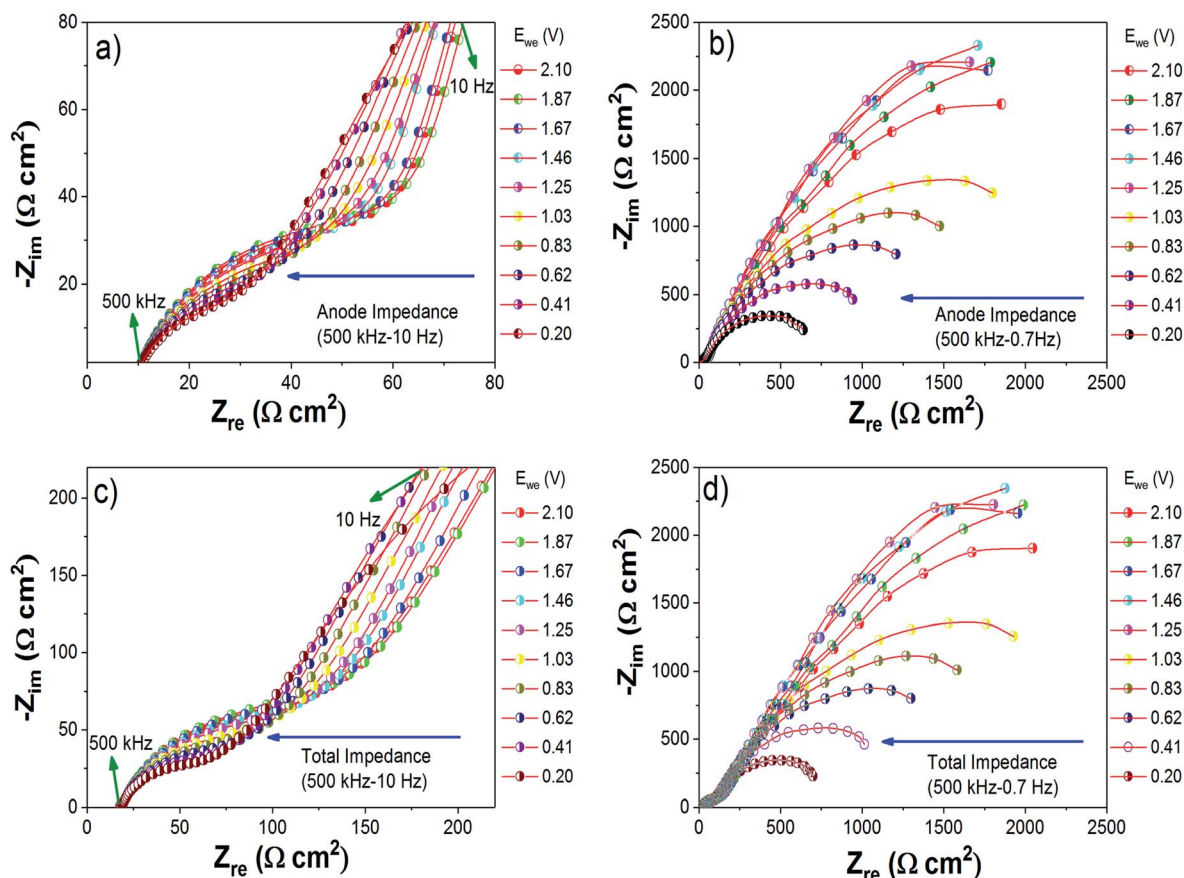 a)
80
60
40
20
-Z_im (Ω cm²)
500 kHz
10 Hz
Anode Impedance
(500 kHz-10 Hz)
0 20 40 60 80
Z_re (Ω cm²)
E_we (V)
2.10
1.87
1.67
1.46
1.25
1.03
0.83
0.62
0.41
0.20
b)
2500
2000
1500
1000
500
0
-Z_im (Ω cm²)
Anode Impedance
(500 kHz-0.7Hz)
0 500 1000 1500 2000 2500
Z_re (Ω cm²)
E_we (V)
2.10
1.87
1.67
1.46
1.25
1.03
0.83
0.62
0.41
0.20
c)
200
150
100
50
0
-Z_im (Ω cm²)
500 kHz
10 Hz
Total Impedance
(500 kHz-10 Hz)
0 50 100 150 200
Z_re (Ω cm²)
E_we (V)
2.10
1.87
1.67
1.46
1.25
1.03
0.83
0.62
0.41
0.20
d)
2500
2000
1500
1000
500
0
-Z_im (Ω cm²)
Total Impedance
(500 kHz-0.7 Hz)
0 500 1000 1500 2000 2500
Z_re (Ω cm²)
E_we (V)
2.10
1.87
1.67
1.46
1.25
1.03
0.83
0.62
0.41
0.20